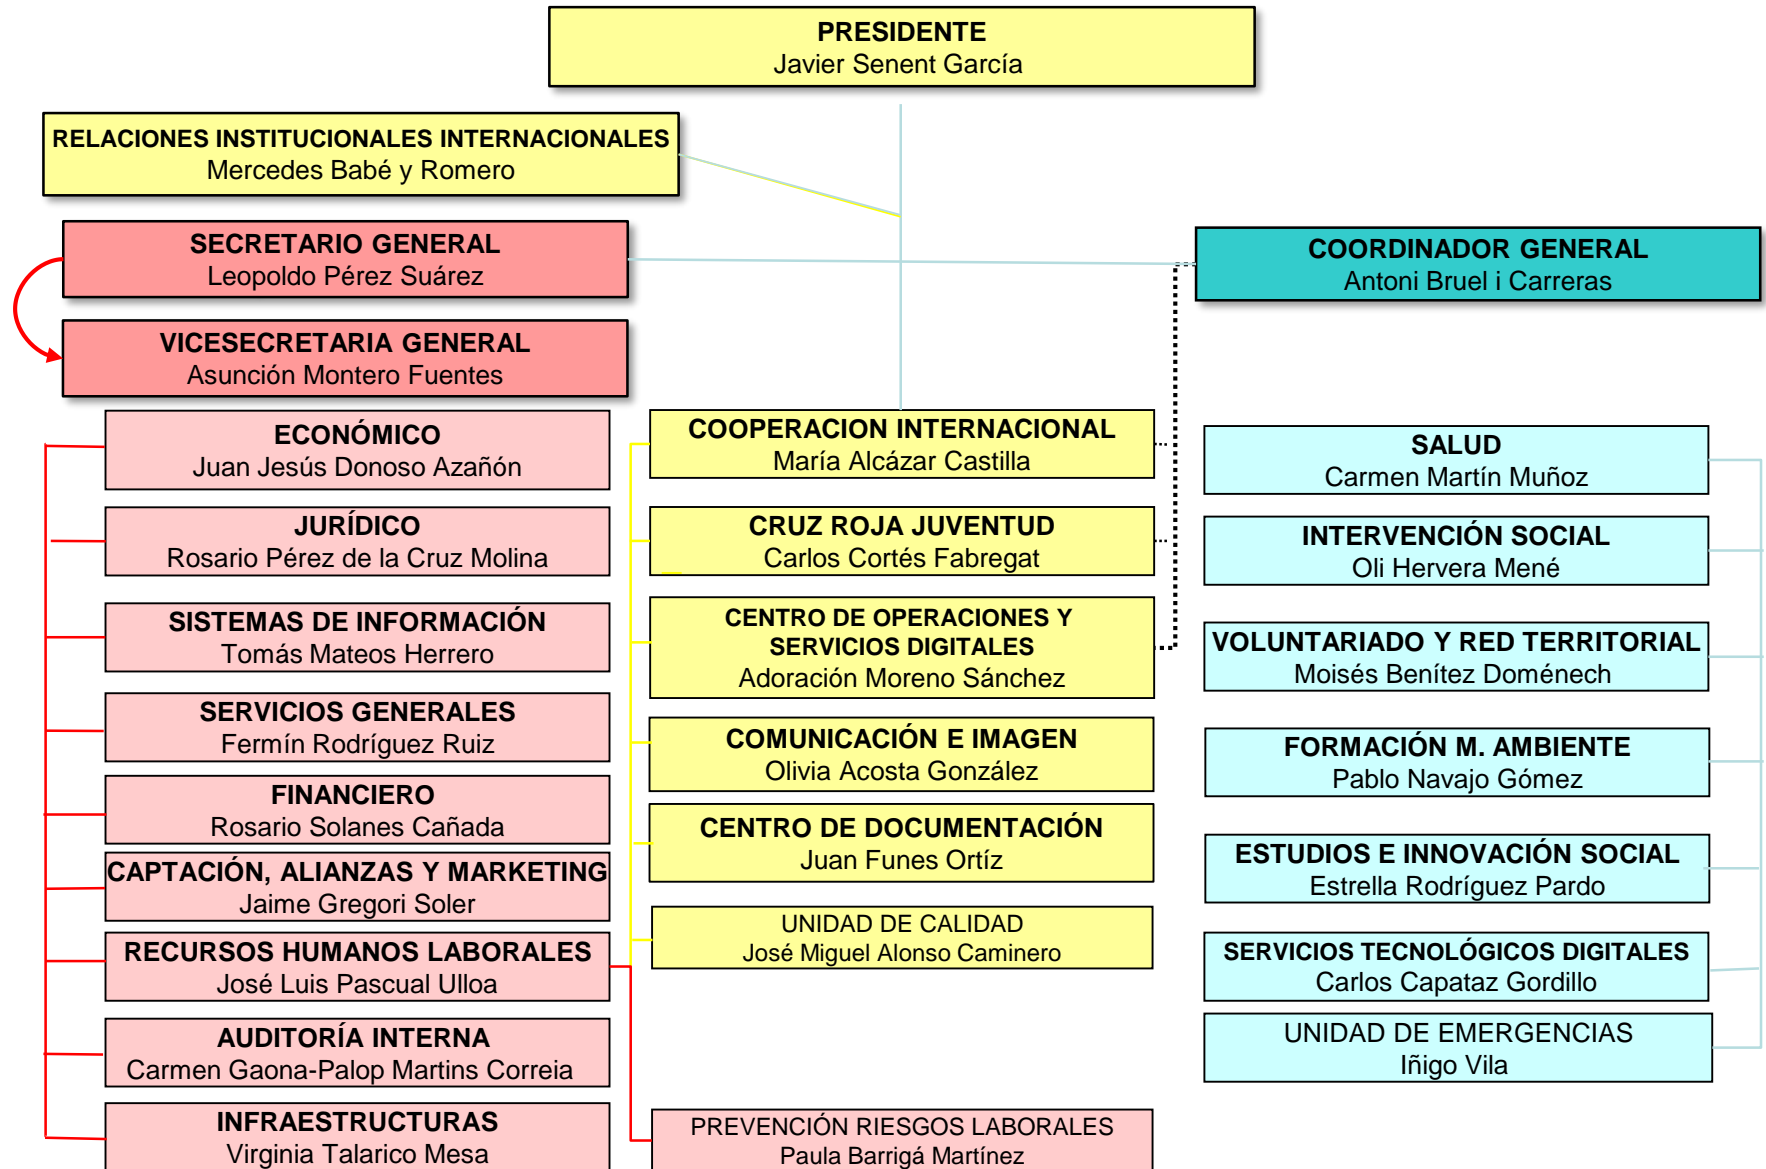 PRESIDENTE
Javier Senent García
RELACIONES INSTITUCIONALES INTERNACIONALES
Mercedes Babé y Romero
SECRETARIO GENERAL
Leopoldo Pérez Suárez
COORDINADOR GENERAL
Antoni Bruel i Carreras
VICESECRETARIA GENERAL
Asunción Montero Fuentes
ECONÓMICO
Juan Jesús Donoso Azañón
JURÍDICO
Rosario Pérez de la Cruz Molina
SISTEMAS DE INFORMACIÓN
Tomás Mateos Herrero
SERVICIOS GENERALES
Fermín Rodríguez Ruiz
FINANCIERO
Rosario Solanes Cañada
CAPTACIÓN, ALIANZAS Y MARKETING
Jaime Gregori Soler
RECURSOS HUMANOS LABORALES
José Luis Pascual Ulloa
AUDITORÍA INTERNA
Carmen Gaona-Palop Martins Correia
INFRAESTRUCTURAS
Virginia Talarico Mesa
COOPERACION INTERNACIONAL
María Alcázar Castilla
CRUZ ROJA JUVENTUD
Carlos Cortés Fabregat
CENTRO DE OPERACIONES Y
SERVICIOS DIGITALES
Adoración Moreno Sánchez
COMUNICACIÓN E IMAGEN
Olivia Acosta González
CENTRO DE DOCUMENTACIÓN
Juan Funes Ortíz
UNIDAD DE CALIDAD
José Miguel Alonso Caminero
PREVENCIÓN RIESGOS LABORALES
Paula Barrigá Martínez
SALUD
Carmen Martín Muñoz
INTERVENCIÓN SOCIAL
Oli Hervera Mené
VOLUNTARIADO Y RED TERRITORIAL
Moisés Benítez Doménech
FORMACIÓN M. AMBIENTE
Pablo Navajo Gómez
ESTUDIOS E INNOVACIÓN SOCIAL
Estrella Rodríguez Pardo
SERVICIOS TECNOLÓGICOS DIGITALES
Carlos Capataz Gordillo
UNIDAD DE EMERGENCIAS
Iñigo Vila